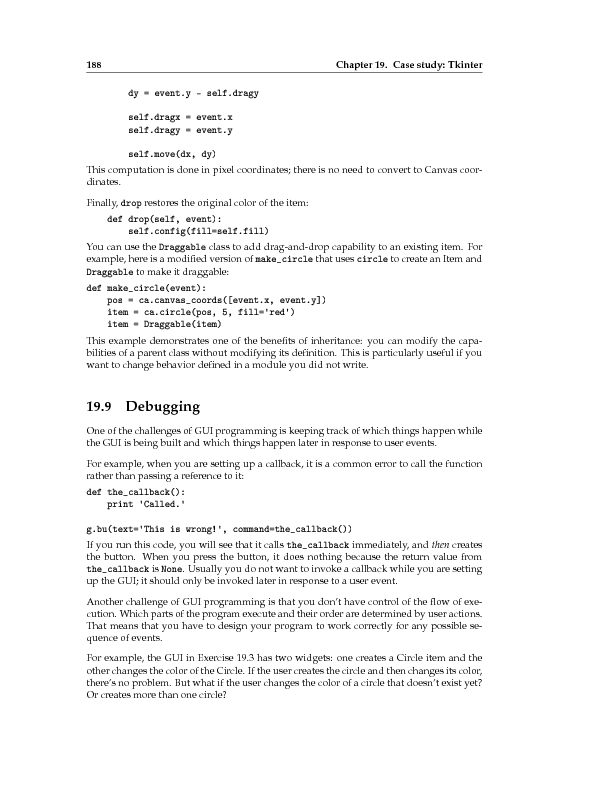 188 Chapter 19. Case study: Tkinter
dy = event.y - self.dragy
self.dragx = event.x
self.dragy = event.y
self.move(dx, dy)
This computation is done in pixel coordinates; there is no need to convert to Canvas coor-
dinates.
Finally, drop restores the original color of the item:
def drop(self, event):
self.config(fill=self.fill)
You can use the Draggable class to add drag-and-drop capability to an existing item. For
example, here is a modified version of make_circle that uses circle to create an Item and
Draggable to make it draggable:
def make_circle(event):
pos = ca.canvas_coords([event.x, event.y])
item = ca.circle(pos, 5, fill='red')
item = Draggable(item)
This example demonstrates one of the benefits of inheritance: you can modify the capa-
bilities of a parent class without modifying its definition. This is particularly useful if you
want to change behavior defined in a module you did not write.
19.9 Debugging
One of the challenges of GUI programming is keeping track of which things happen while
the GUI is being built and which things happen later in response to user events.
For example, when you are setting up a callback, it is a common error to call the function
rather than passing a reference to it:
def the_callback():
print 'Called.'
g.bu(text='This is wrong!', command=the_callback())
If you run this code, you will see that it calls the_callback immediately, and then creates
the button. When you press the button, it does nothing because the return value from
the_callback is None. Usually you do not want to invoke a callback while you are setting
up the GUI; it should only be invoked later in response to a user event.
Another challenge of GUI programming is that you don't have control of the flow of exe-
cution. Which parts of the program execute and their order are determined by user actions.
That means that you have to design your program to work correctly for any possible se-
quence of events.
For example, the GUI in Exercise 19.3 has two widgets: one creates a Circle item and the
other changes the color of the Circle. If the user creates the circle and then changes its color,
there's no problem. But what if the user changes the color of a circle that doesn't exist yet?
Or creates more than one circle?